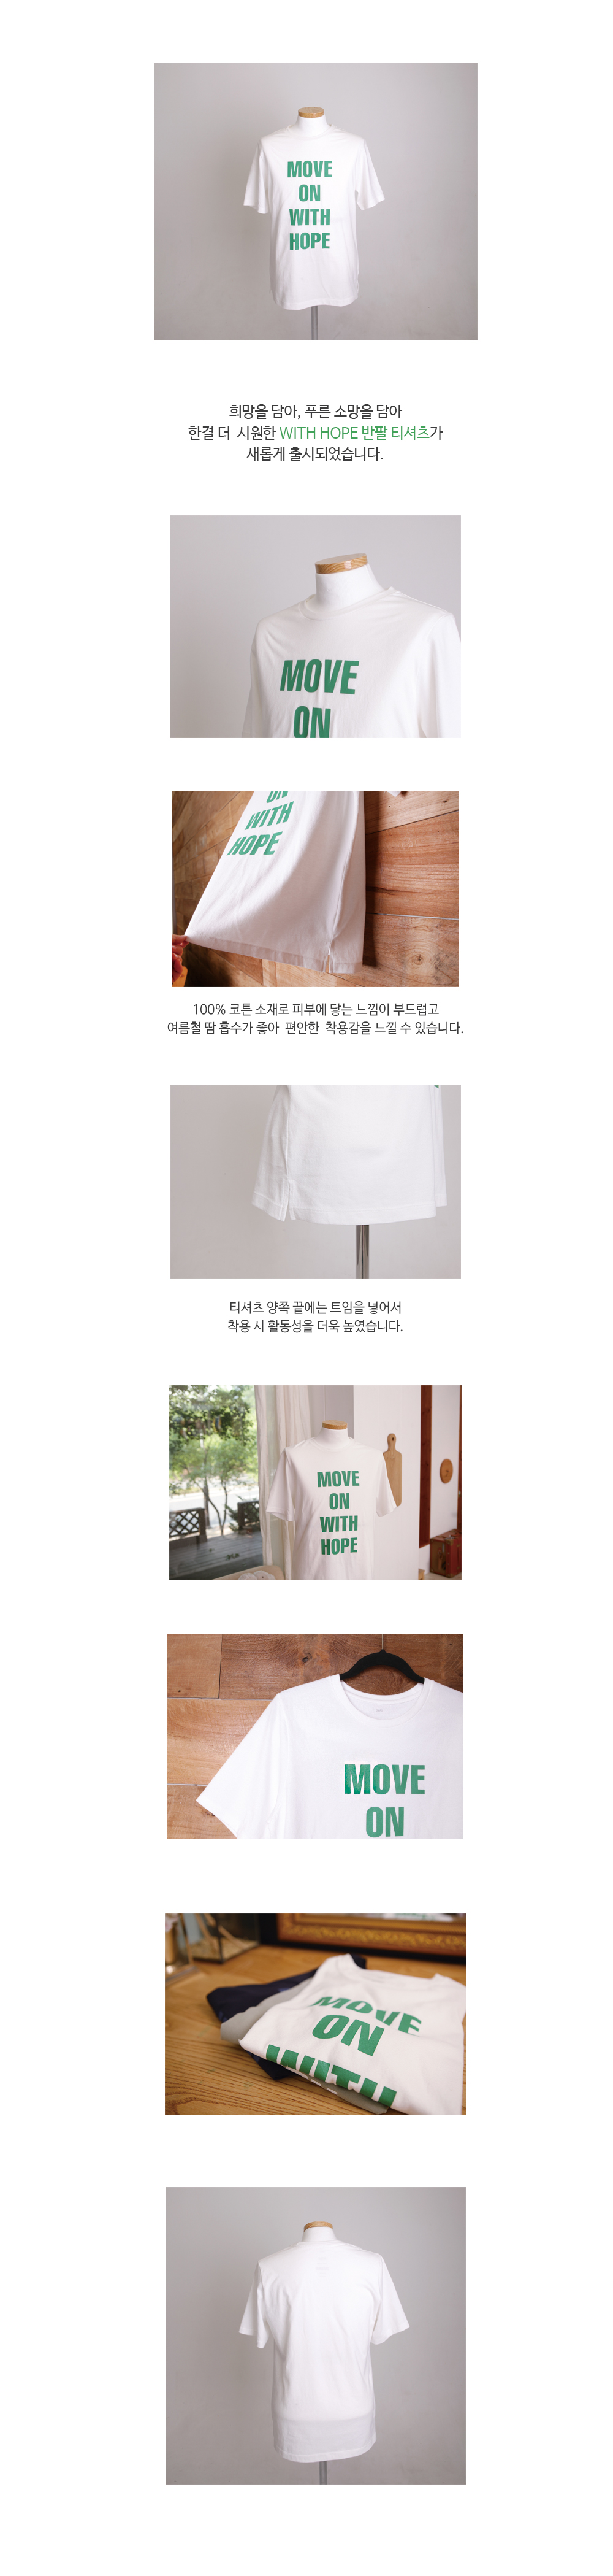 MOVE
ON
WITH
HOPE
희망을 담아, 푸른 소망을 담아
한결 더 시원한 WITH HOPE 반팔 티셔츠가
새롭게 출시되었습니다.
MOVE
ON
ON
WITH
HOPE
100% 코튼 소재로 피부에 닿는 느낌이 부드럽고
여름철 땀 흡수가 좋아 편안한 착용감을 느낄 수 있습니다.
티셔츠 양쪽 끝에는 트임을 넣어서
착용 시 활동성을 더욱 높였습니다.
MOVE
ON
WITH
HOPE
MOVE
ON
MOVE
ON
WITH